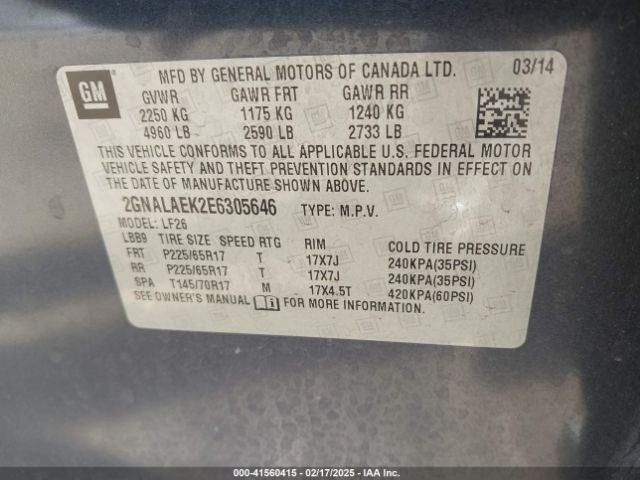 GM
MFD BY GENERAL MOTORS OF CANADA LTD. 03/14
GVWR GAWR FRT GAWR RR
2250 KG 1175 KG 1240 KG
4960 LB 2590 LB 2733 LB
THIS VEHICLE CONFORMS TO ALL APPLICABLE U.S. FEDERAL MOTOR
VEHICLE SAFETY AND THEFT PREVENTION STANDARDS IN EFFECT ON
THE DATE OF MANUFACTURE SHOWN ABOVE.
2GNALAEK2E6305646 TYPE: M.P.V.
MODEL: LF26
LBB9 TIRE SIZE SPEED RTG RIM COLD TIRE PRESSURE
FRT P225/65R17 T 17X7J 240KPA(35PSI)
RR P225/65R17 T 17X7J 240KPA(35PSI)
SPA T145/70R17 M 17X4.5T 420KPA(60PSI)
SEE OWNER'S MANUAL FOR MORE INFORMATION.
000-41560415 - 02/17/2025 - IAA Inc.